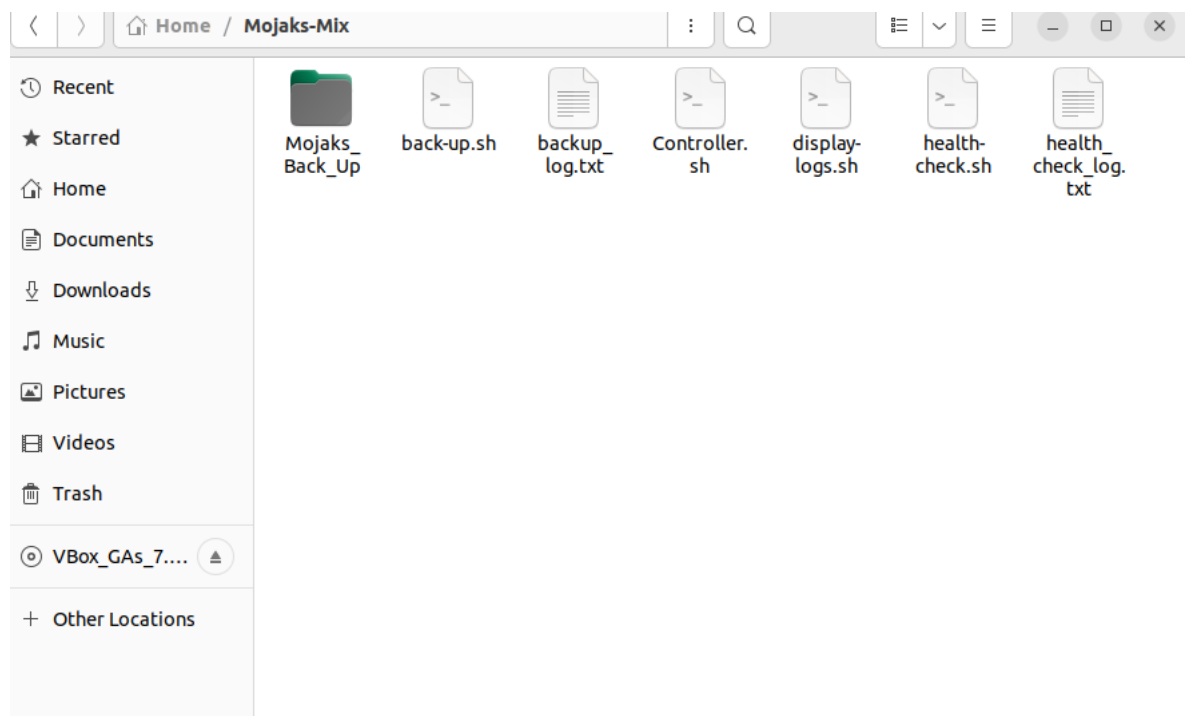 Home / Mojaks-Mix
Recent
Starred
Home
Documents
Downloads
Music
Pictures
Videos
Trash
VBox_GAs_7....
Other Locations
Mojaks_
Back_Up
back-up.sh
backup_
log.txt
Controller.
sh
display-
logs.sh
health-
check.sh
health_
check_log.
txt